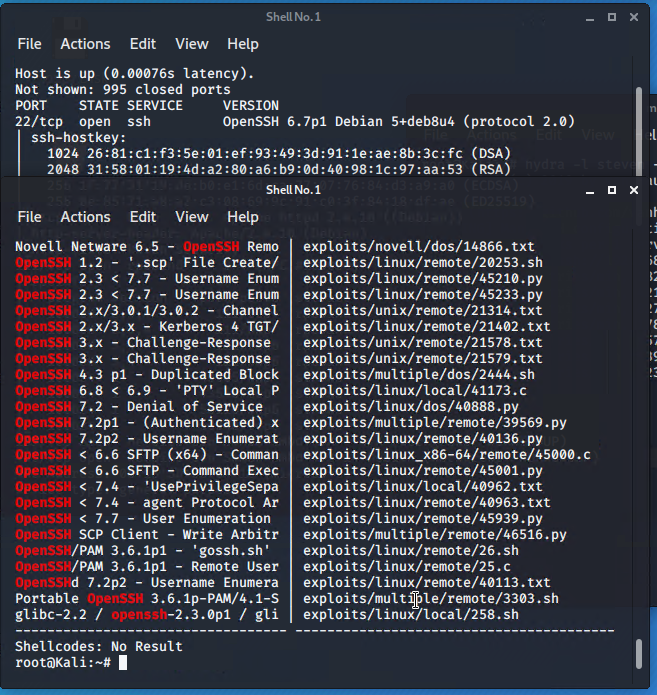 Shell No. 1
File Actions Edit View Help
Host is up (0.00076s latency).
Not shown: 995 closed ports
PORT STATE SERVICE VERSION
22/tcp open ssh OpenSSH 6.7p1 Debian 5+deb8u4 (protocol 2.0)
| ssh-hostkey:
| 1024 26:81:c1:f3:5e:01:ef:93:49:3d:91:1e:ae:8b:3c:fc (DSA)
| 2048 31:58:01:19:4d:a2:80:a6:b9:0d:40:98:1c:97:aa:53 (RSA)
Shell No. 1
File Actions Edit View Help
Novell Netware 6.5 - OpenSSH Remo | exploits/novell/dos/14866.txt
OpenSSH 1.2 - '.scp' File Create/ | exploits/linux/remote/20253.sh
OpenSSH 2.3 < 7.7 - Username Enum | exploits/linux/remote/45210.py
OpenSSH 2.3 < 7.7 - Username Enum | exploits/linux/remote/45233.py
OpenSSH 2.x/3.0.1/3.0.2 - Channel | exploits/unix/remote/21314.txt
OpenSSH 2.x/3.x - Kerberos 4 TGT/ | exploits/linux/remote/21402.txt
OpenSSH 3.x - Challenge-Response | exploits/unix/remote/21578.txt
OpenSSH 3.x - Challenge-Response | exploits/unix/remote/21579.txt
OpenSSH 4.3 p1 - Duplicated Block | exploits/multiple/dos/2444.sh
OpenSSH 6.8 < 6.9 - 'PTY' Local P | exploits/linux/local/41173.c
OpenSSH 7.2 - Denial of Service | exploits/linux/dos/40888.py
OpenSSH 7.2p1 - (Authenticated) x | exploits/multiple/remote/39569.py
OpenSSH 7.2p2 - Username Enumerat | exploits/linux/remote/40136.py
OpenSSH < 6.6 SFTP (x64) - Comman | exploits/linux_x86-64/remote/45000.c
OpenSSH < 6.6 SFTP - Command Exec | exploits/linux/remote/45001.py
OpenSSH < 7.4 - 'UsePrivilegeSepa | exploits/linux/local/40962.txt
OpenSSH < 7.4 - agent Protocol Ar | exploits/linux/remote/40963.txt
OpenSSH < 7.7 - User Enumeration | exploits/linux/remote/45939.py
OpenSSH SCP Client - Write Arbitr | exploits/multiple/remote/46516.py
OpenSSH/PAM 3.6.1p1 - 'gossh.sh' | exploits/linux/remote/26.sh
OpenSSH/PAM 3.6.1p1 - Remote User | exploits/linux/remote/25.c
OpenSSHd 7.2p2 - Username Enumera | exploits/linux/remote/40113.txt
Portable OpenSSH 3.6.1p-PAM/4.1-S | exploits/multiple/remote/3303.sh
glibc-2.2 / openssh-2.3.0p1 / gli | exploits/linux/local/258.sh
---------------------------------- ----------------------------------------
Shellcodes: No Result
root@Kali:~#